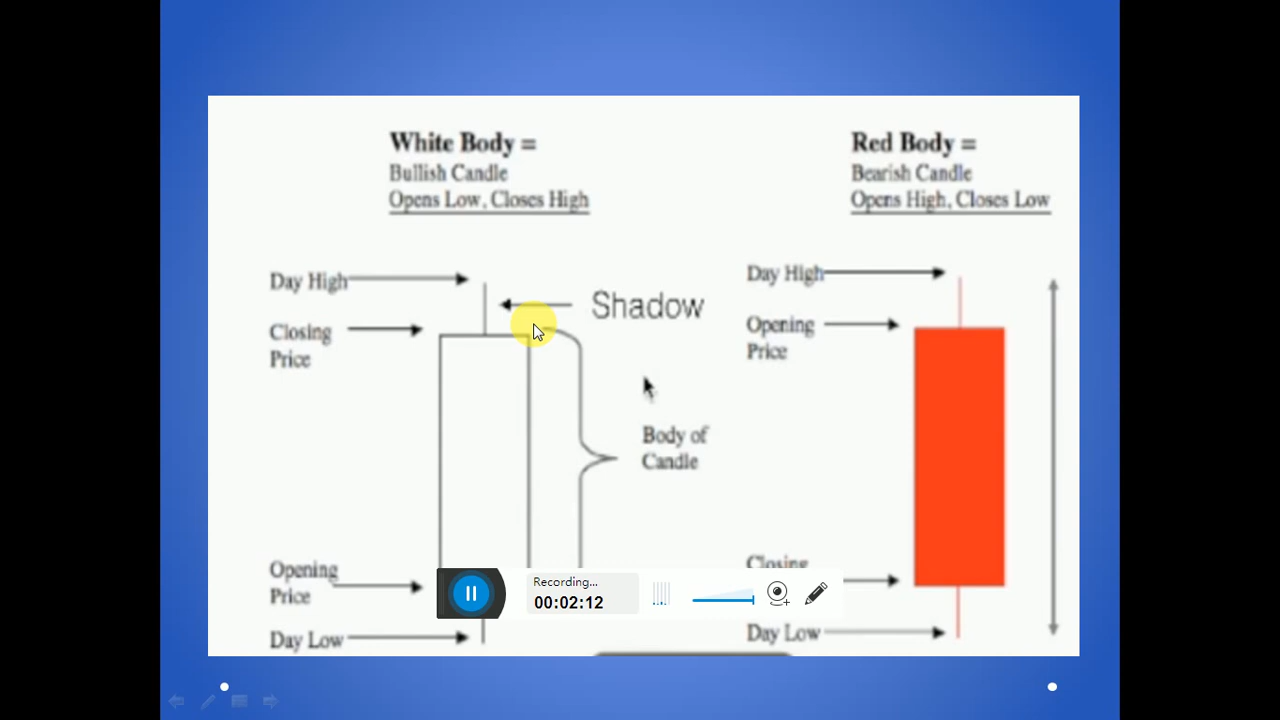 White Body =
Bullish Candle
Opens Low, Closes High
Red Body =
Bearish Candle
Opens High, Closes Low
Day High
Shadow
Closing
Price
Body of
Candle
Opening
Price
Day Low
Day High
Opening
Price
Closing
Day Low
Recording...
00:02:12